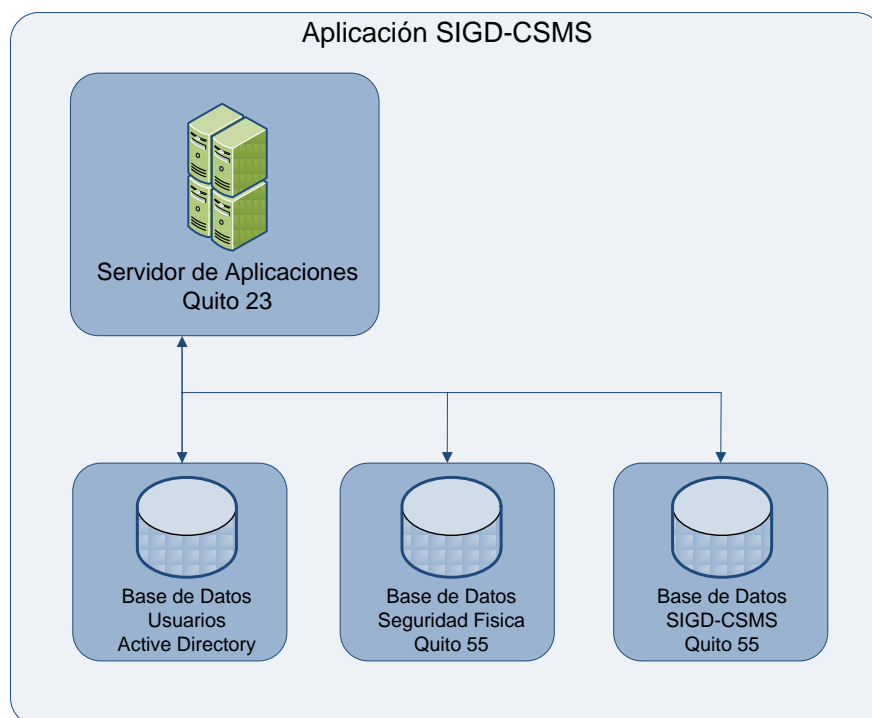 Aplicación SIGD-CSMS
Servidor de Aplicaciones
Quito 23
Base de Datos
Usuarios
Active Directory
Base de Datos
Seguridad Fisica
Quito 55
Base de Datos
SIGD-CSMS
Quito 55